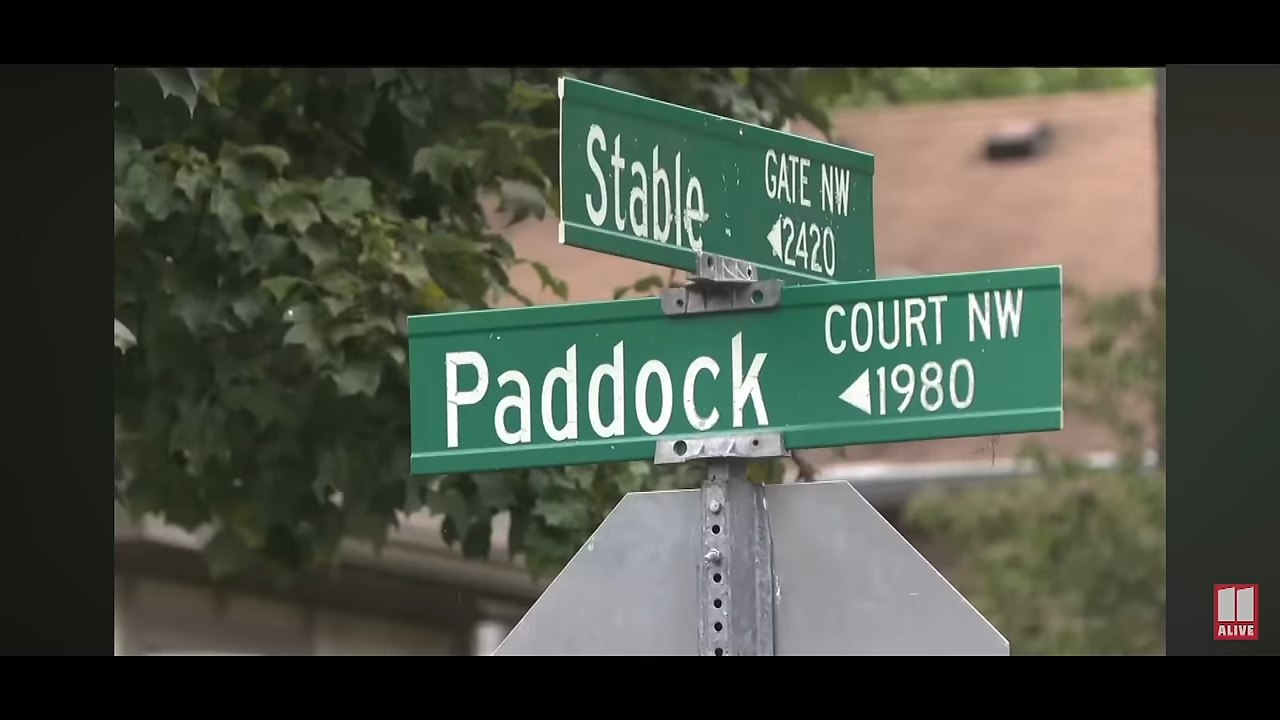 Stable GATE NW
◀2420
Paddock COURT NW
◀1980
11
ALIVE